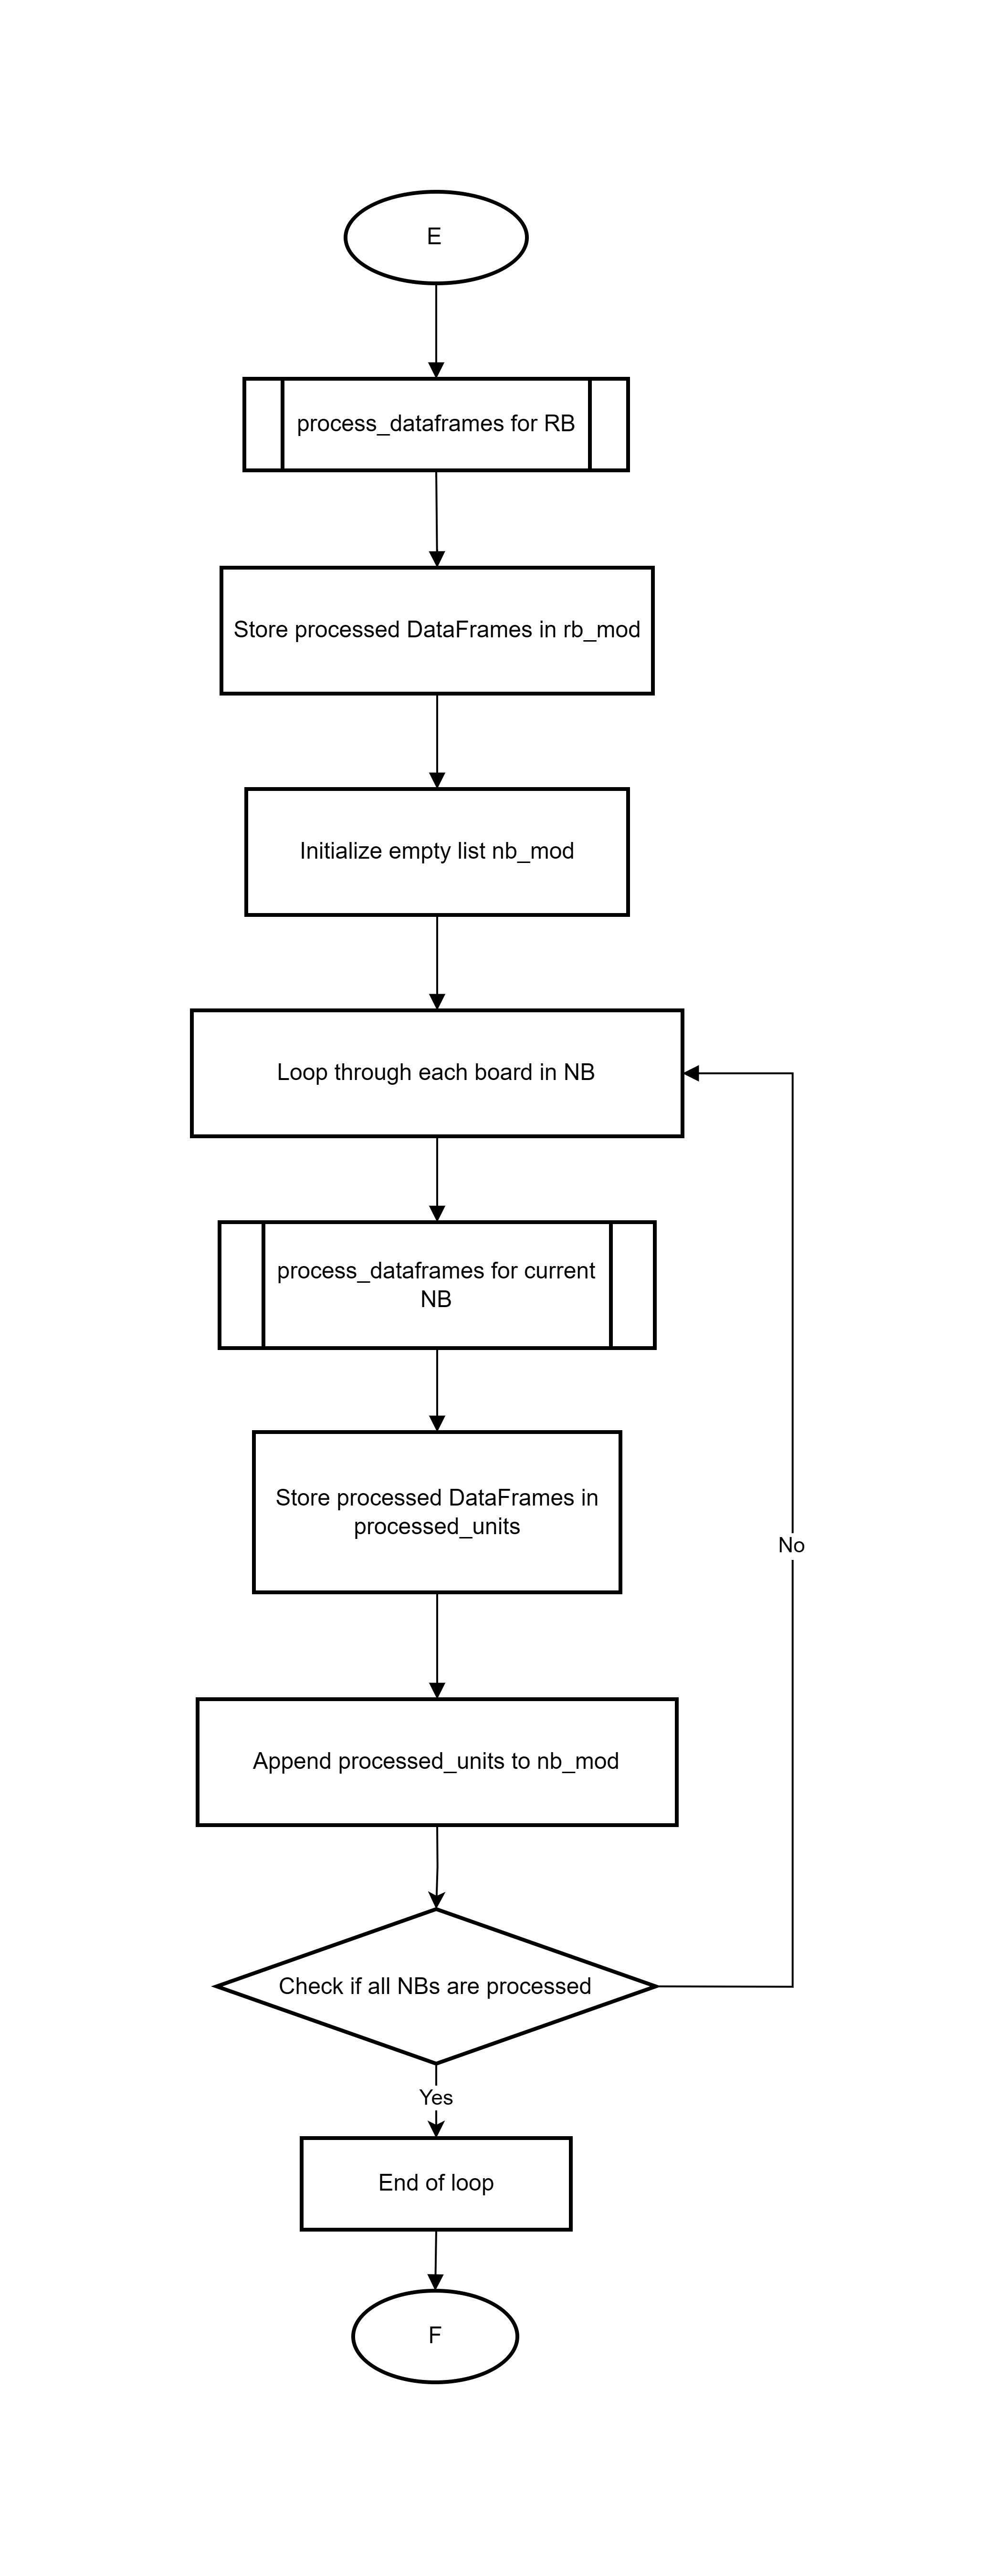 E
process_dataframes for RB
Store processed DataFrames in rb_mod
Initialize empty list nb_mod
Loop through each board in NB
process_dataframes for current
NB
Store processed DataFrames in
processed_units
No
Append processed_units to nb_mod
Check if all NBs are processed
Yes
End of loop
F